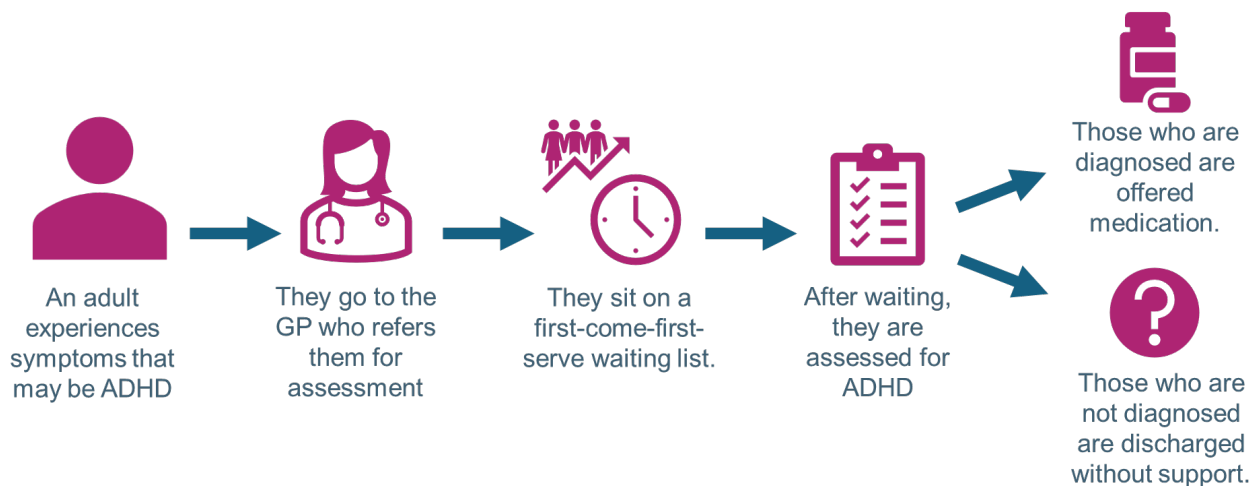 An adult
experiences
symptoms that
may be ADHD
They go to the
GP who refers
them for
assessment
They sit on a
first-come-first-
serve waiting list.
After waiting,
they are
assessed for
ADHD
Those who are
diagnosed are
offered
medication.
Those who are
not diagnosed
are discharged
without support.